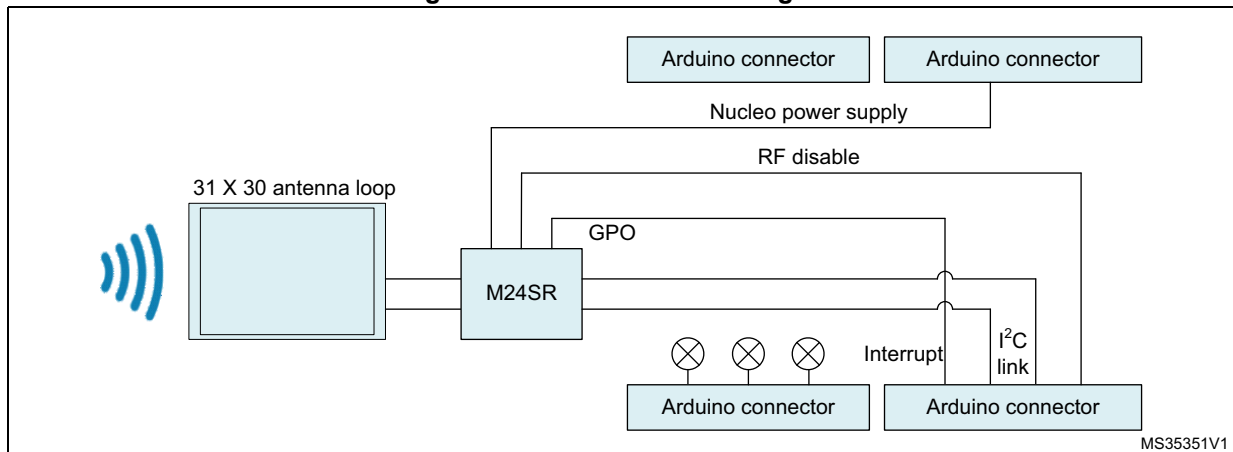 Arduino connector
Arduino connector
Nucleo power supply
RF disable
31 X 30 antenna loop
GPO
M24SR
Interrupt
I²C
link
Arduino connector
Arduino connector
MS35351V1